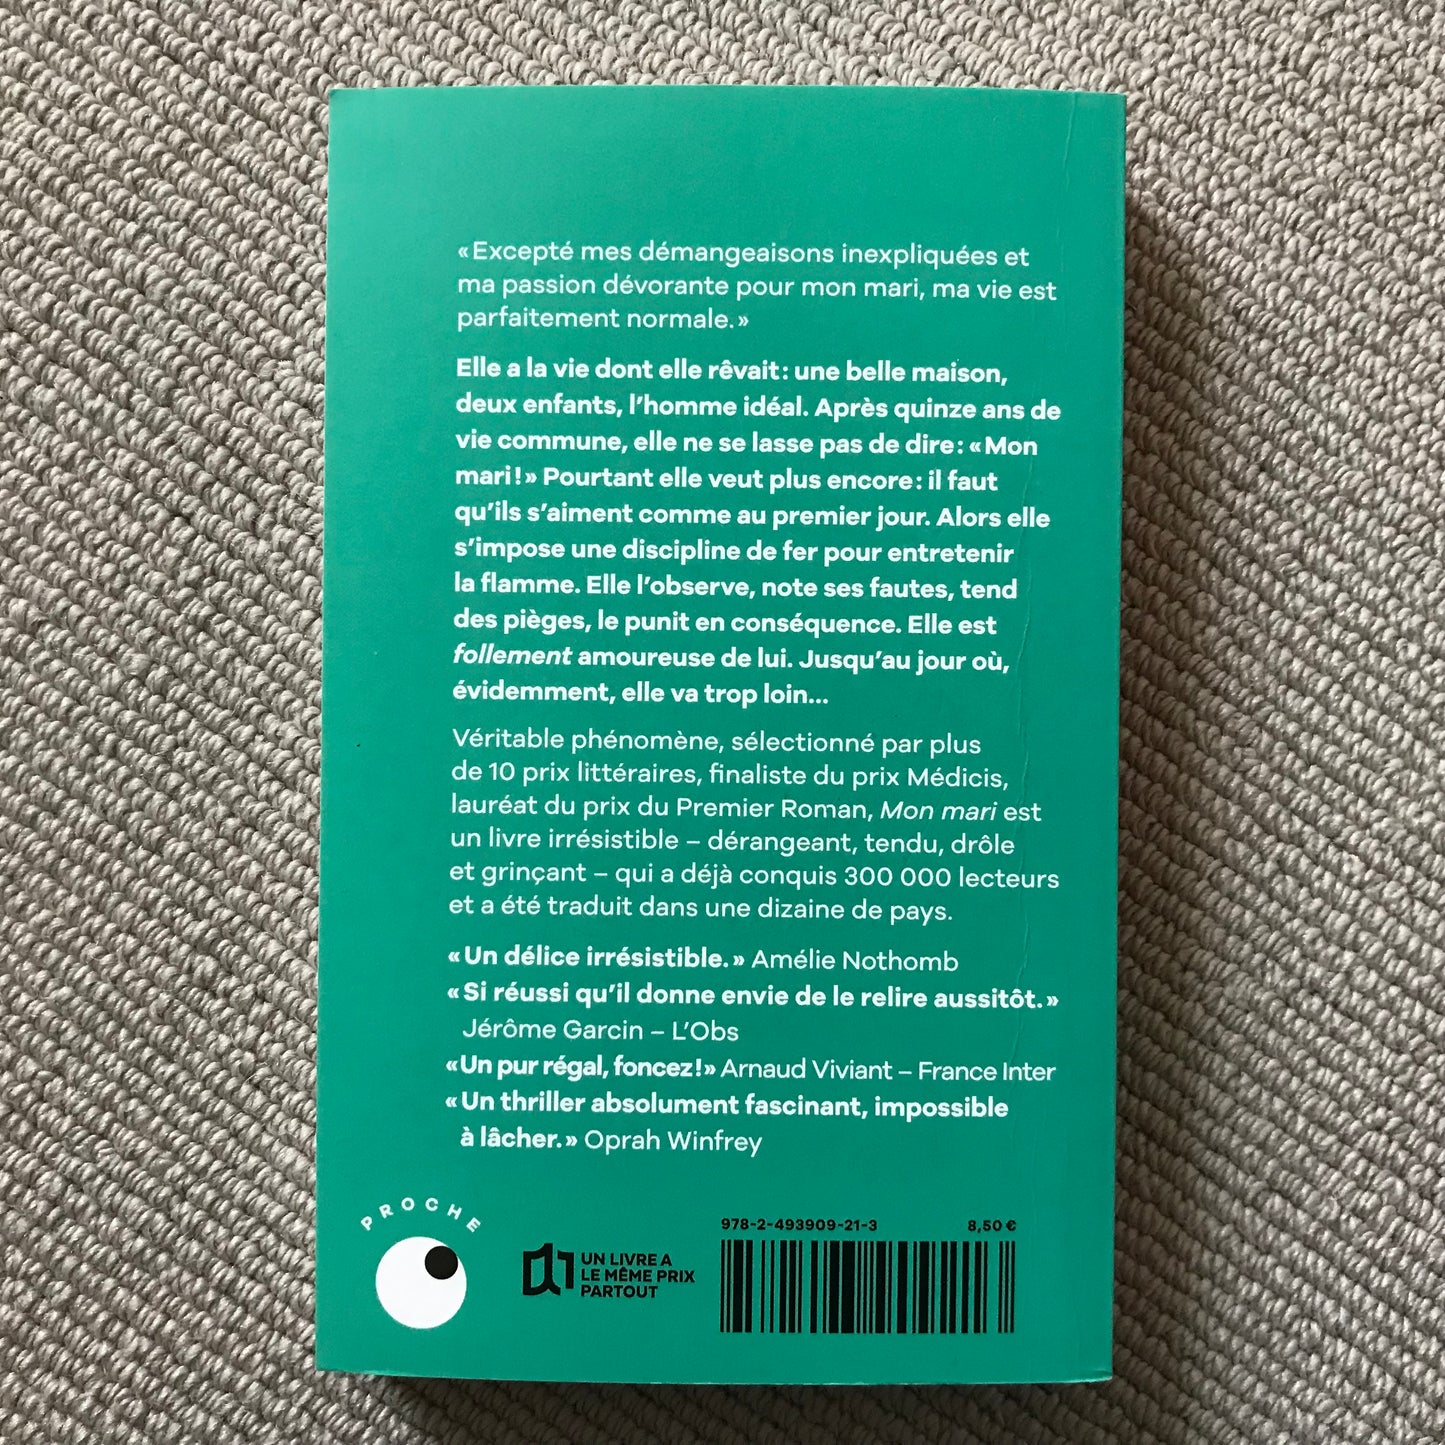 « Excepté mes démangeaisons inexpliquées et
ma passion dévorante pour mon mari, ma vie est
parfaitement normale. »
Elle a la vie dont elle rêvait : une belle maison,
deux enfants, l'homme idéal. Après quinze ans de
vie commune, elle ne se lasse pas de dire : « Mon
mari ! » Pourtant elle veut plus encore : il faut
qu'ils s'aiment comme au premier jour. Alors elle
s'impose une discipline de fer pour entretenir
la flamme. Elle l'observe, note ses fautes, tend
des pièges, le punit en conséquence. Elle est
follement amoureuse de lui. Jusqu'au jour où,
évidemment, elle va trop loin...
Véritable phénomène, sélectionné par plus
de 10 prix littéraires, finaliste du prix Médicis,
lauréat du prix du Premier Roman, Mon mari est
un livre irrésistible – dérangeant, tendu, drôle
et grinçant – qui a déjà conquis 300 000 lecteurs
et a été traduit dans une dizaine de pays.
« Un délice irrésistible. » Amélie Nothomb
« Si réussi qu'il donne envie de le relire aussitôt. »
Jérôme Garcin – L'Obs
« Un pur régal, foncez ! » Arnaud Viviant – France Inter
« Un thriller absolument fascinant, impossible
à lâcher. » Oprah Winfrey
PROCHE
UN LIVRE A
LE MÊME PRIX
PARTOUT
978-2-493909-21-3 8,50 €